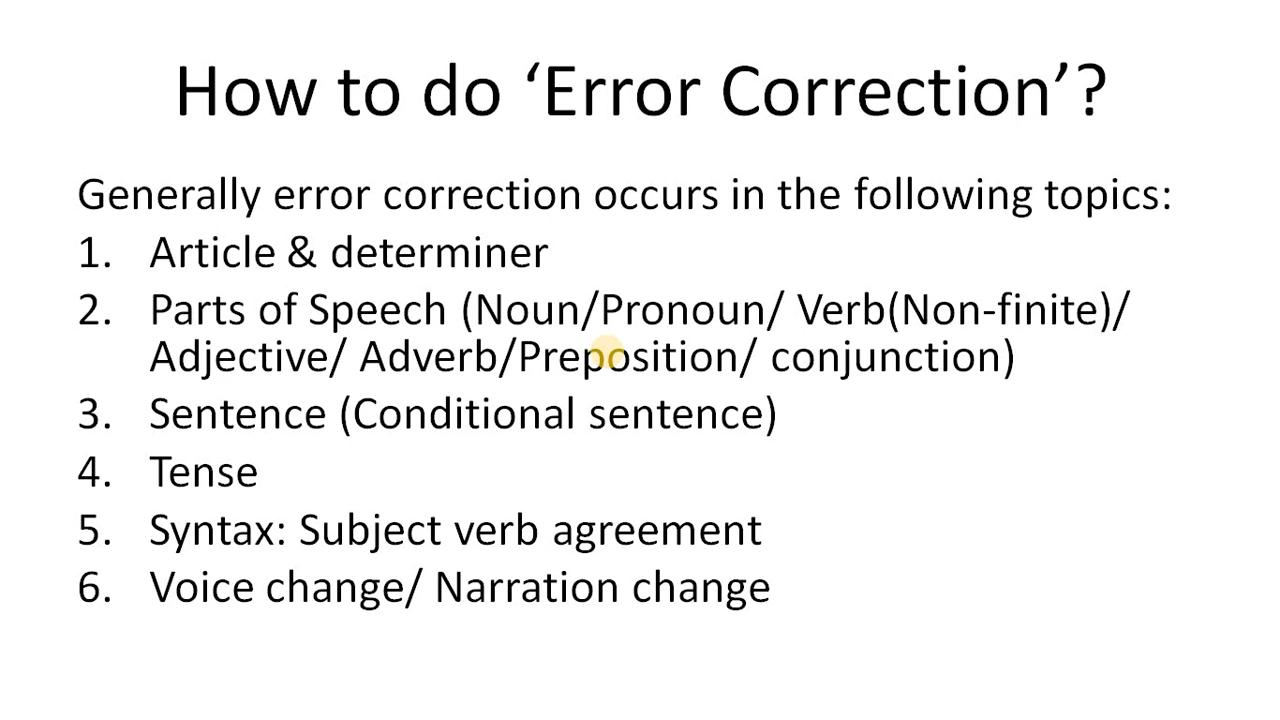 How to do ‘Error Correction’?
Generally error correction occurs in the following topics:
1. Article & determiner
2. Parts of Speech (Noun/Pronoun/ Verb(Non-finite)/
Adjective/ Adverb/Preposition/ conjunction)
3. Sentence (Conditional sentence)
4. Tense
5. Syntax: Subject verb agreement
6. Voice change/ Narration change